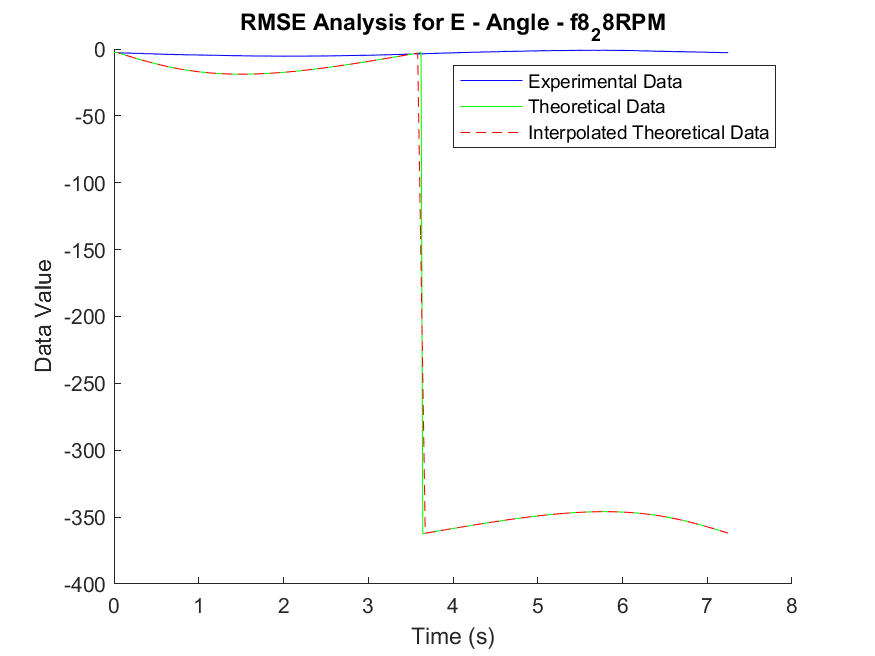 RMSE Analysis for E - Angle - f8₂8RPM
0
-50
-100
-150
-200
-250
-300
-350
-400
Data Value
Experimental Data
Theoretical Data
Interpolated Theoretical Data
0 1 2 3 4 5 6 7 8
Time (s)